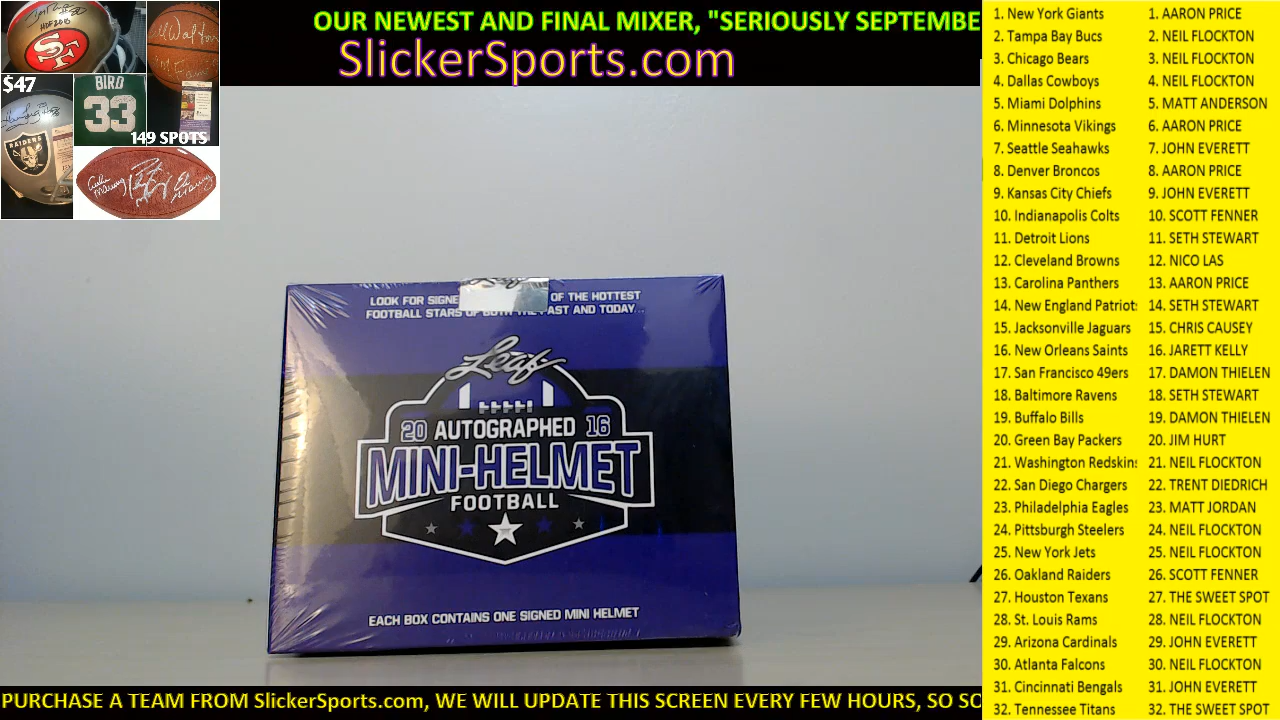 OUR NEWEST AND FINAL MIXER, "SERIOUSLY SEPTEMBE
SlickerSports.com
$47
RAIDERS
BIRD
33
149 SPOTS
SF
LOOK FOR SIGNE OF THE HOTTEST
FOOTBALL STARS OF BOTH THE PAST AND TODAY...
Leaf
20 AUTOGRAPHED 16
MINI-HELMET
FOOTBALL
EACH BOX CONTAINS ONE SIGNED MINI HELMET
1. New York Giants 1. AARON PRICE
2. Tampa Bay Bucs 2. NEIL FLOCKTON
3. Chicago Bears 3. NEIL FLOCKTON
4. Dallas Cowboys 4. NEIL FLOCKTON
5. Miami Dolphins 5. MATT ANDERSON
6. Minnesota Vikings 6. AARON PRICE
7. Seattle Seahawks 7. JOHN EVERETT
8. Denver Broncos 8. AARON PRICE
9. Kansas City Chiefs 9. JOHN EVERETT
10. Indianapolis Colts 10. SCOTT FENNER
11. Detroit Lions 11. SETH STEWART
12. Cleveland Browns 12. NICO LAS
13. Carolina Panthers 13. AARON PRICE
14. New England Patriots 14. SETH STEWART
15. Jacksonville Jaguars 15. CHRIS CAUSEY
16. New Orleans Saints 16. JARETT KELLY
17. San Francisco 49ers 17. DAMON THIELEN
18. Baltimore Ravens 18. SETH STEWART
19. Buffalo Bills 19. DAMON THIELEN
20. Green Bay Packers 20. JIM HURT
21. Washington Redskins 21. NEIL FLOCKTON
22. San Diego Chargers 22. TRENT DIEDRICH
23. Philadelphia Eagles 23. MATT JORDAN
24. Pittsburgh Steelers 24. NEIL FLOCKTON
25. New York Jets 25. NEIL FLOCKTON
26. Oakland Raiders 26. SCOTT FENNER
27. Houston Texans 27. THE SWEET SPOT
28. St. Louis Rams 28. NEIL FLOCKTON
29. Arizona Cardinals 29. JOHN EVERETT
30. Atlanta Falcons 30. NEIL FLOCKTON
31. Cincinnati Bengals 31. JOHN EVERETT
32. Tennessee Titans 32. THE SWEET SPOT
PURCHASE A TEAM FROM SlickerSports.com, WE WILL UPDATE THIS SCREEN EVERY FEW HOURS, SO SO